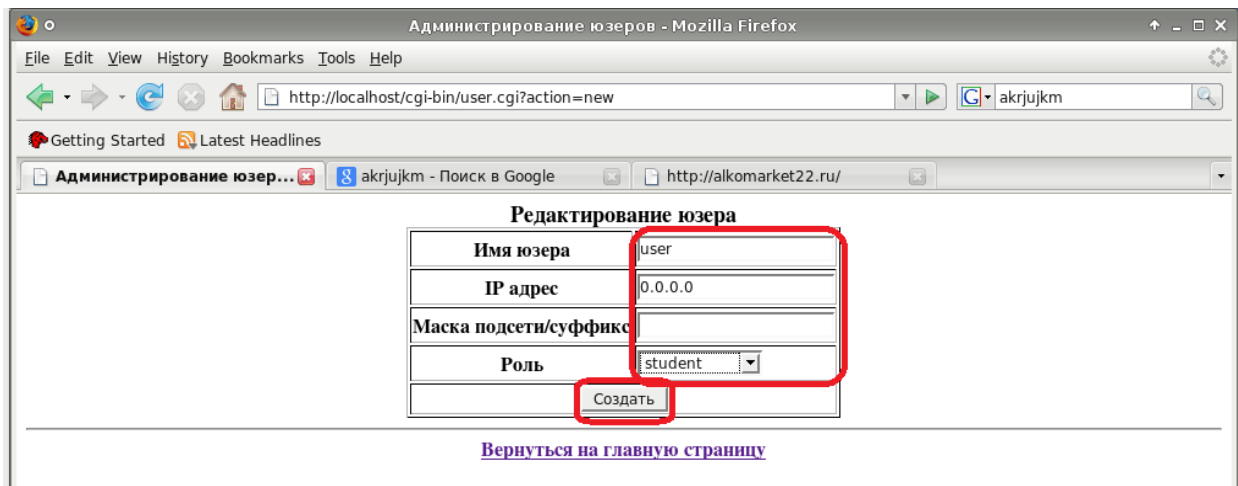 Администрирование юзеров - Mozilla Firefox
File Edit View History Bookmarks Tools Help
http://localhost/cgi-bin/user.cgi?action=new G akrjujkm
Getting Started Latest Headlines
Администрирование юзер... 8 akrjujkm - Поиск в Google http://alkomarket22.ru/
Редактирование юзера
Имя юзера user
IP адрес 0.0.0.0
Маска подсети/суффикс
Роль student
Создать
Вернуться на главную страницу